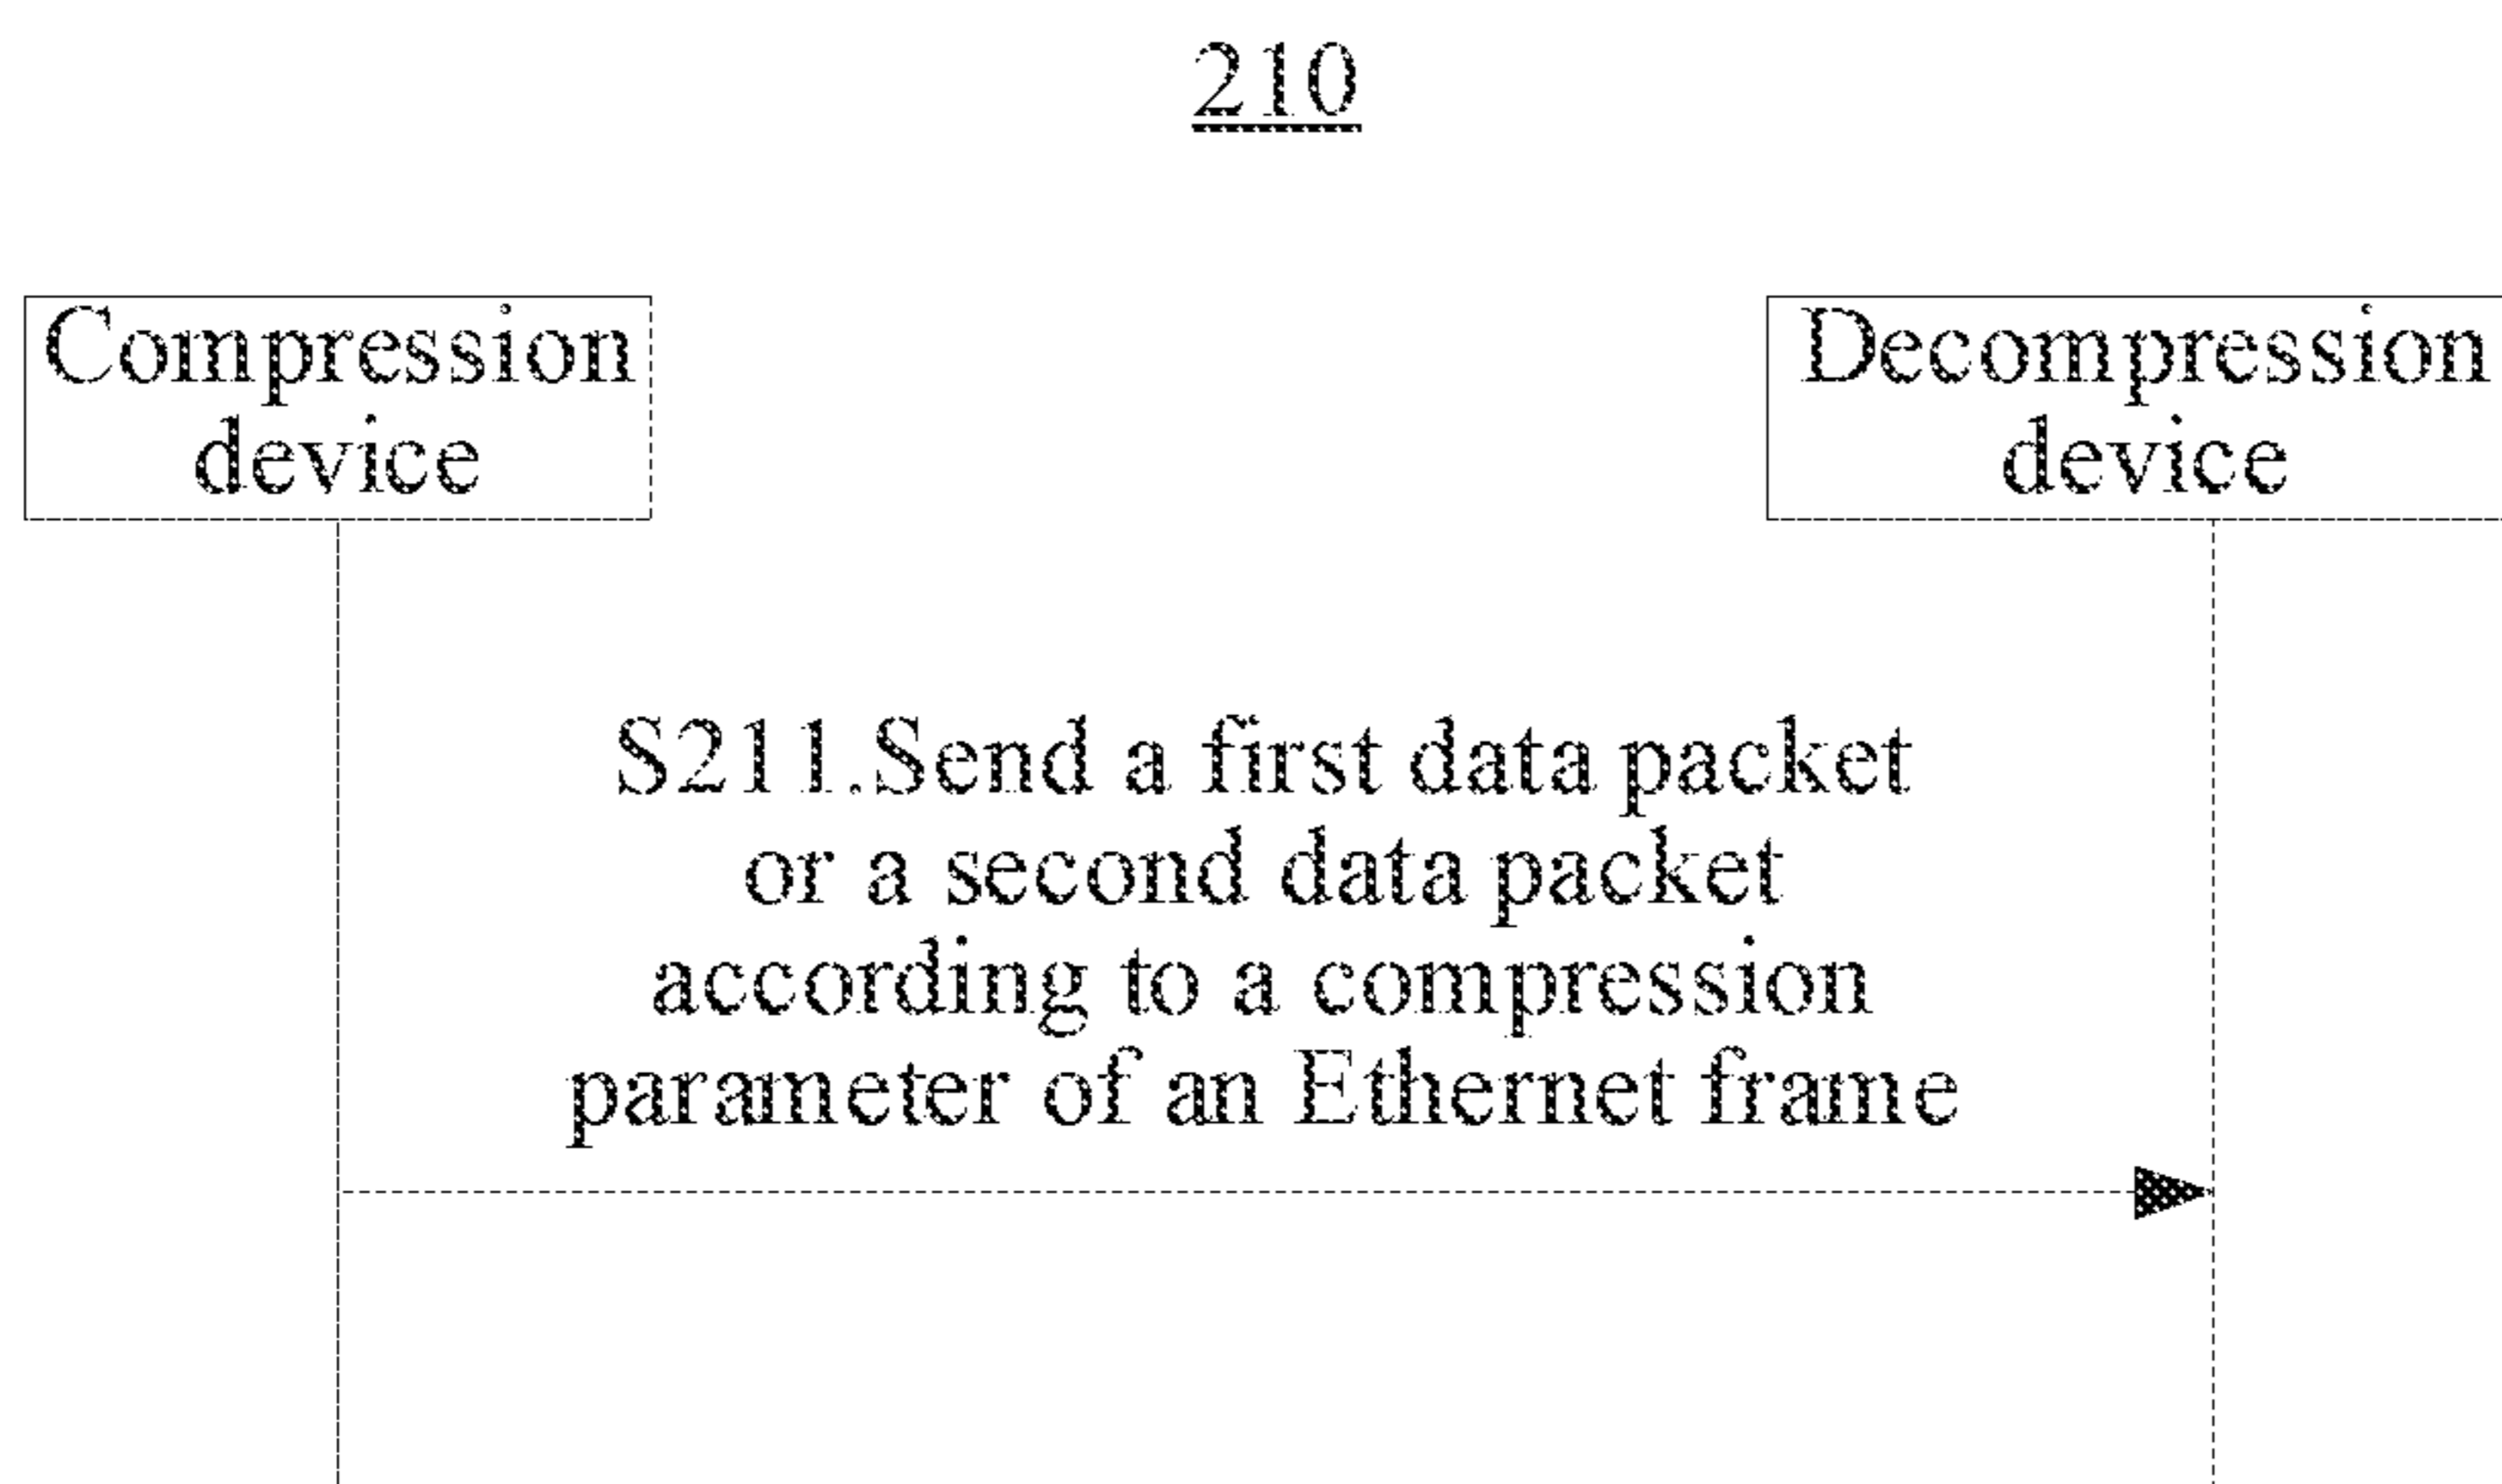 210
Compression
device
Decompression
device
S211.Send a first data packet
or a second data packet
according to a compression
parameter of an Ethernet frame